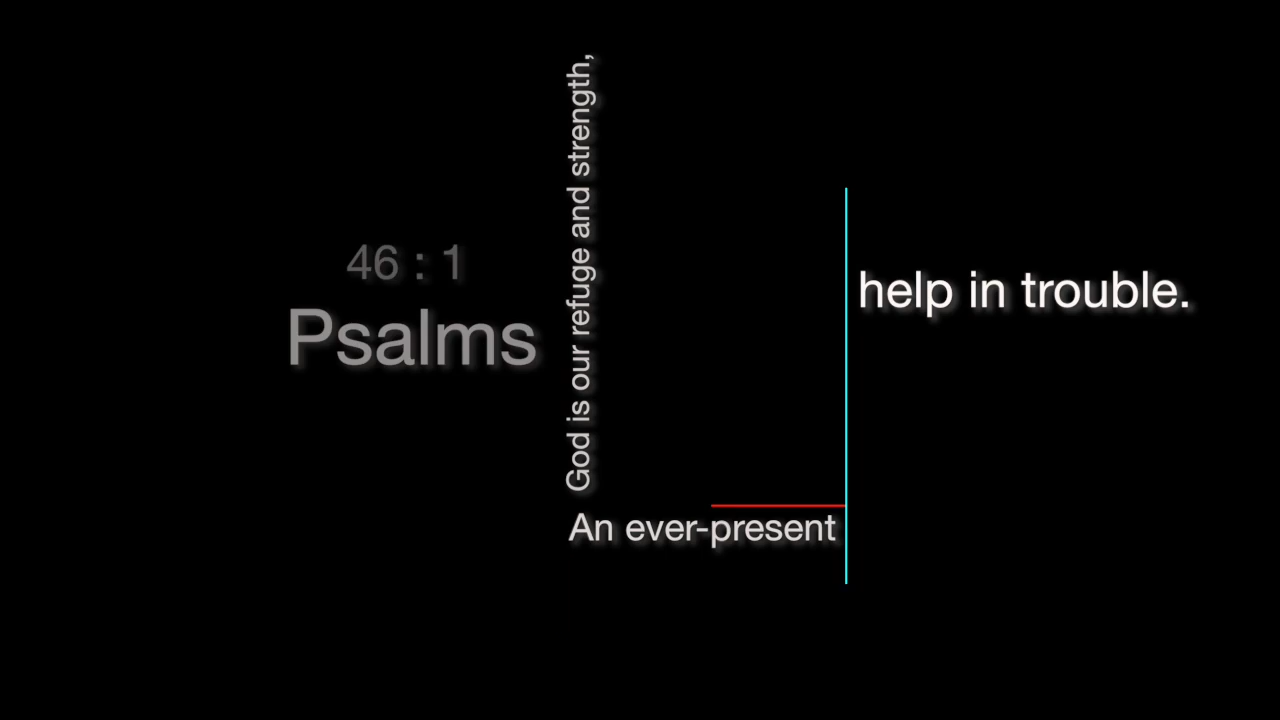 46 : 1
Psalms
God is our refuge and strength,
An ever-present
help in trouble.